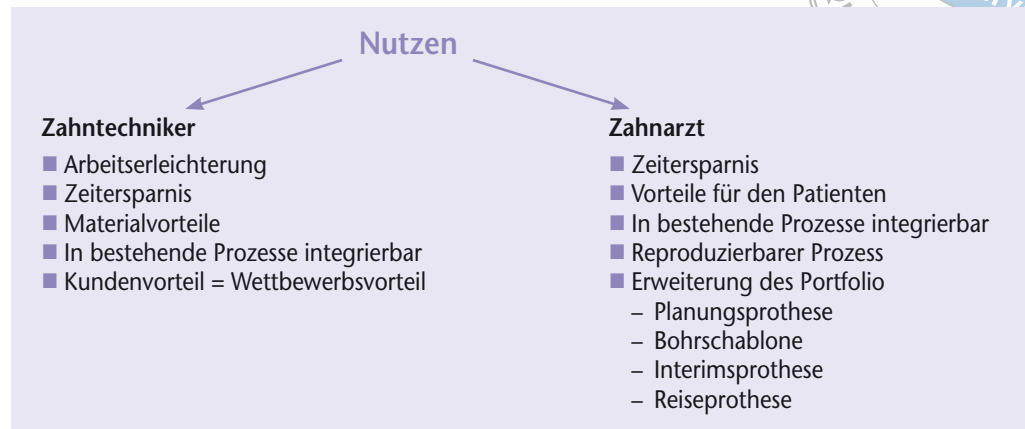 Nutzen
Zahntechniker
■ Arbeitserleichterung
■ Zeitersparnis
■ Materialvorteile
■ In bestehende Prozesse integrierbar
■ Kundenvorteil = Wettbewerbsvorteil
Zahnarzt
■ Zeitersparnis
■ Vorteile für den Patienten
■ In bestehende Prozesse integrierbar
■ Reproduzierbarer Prozess
■ Erweiterung des Portfolio
– Planungsprothese
– Bohrschablone
– Interimsprothese
– Reiseprothese